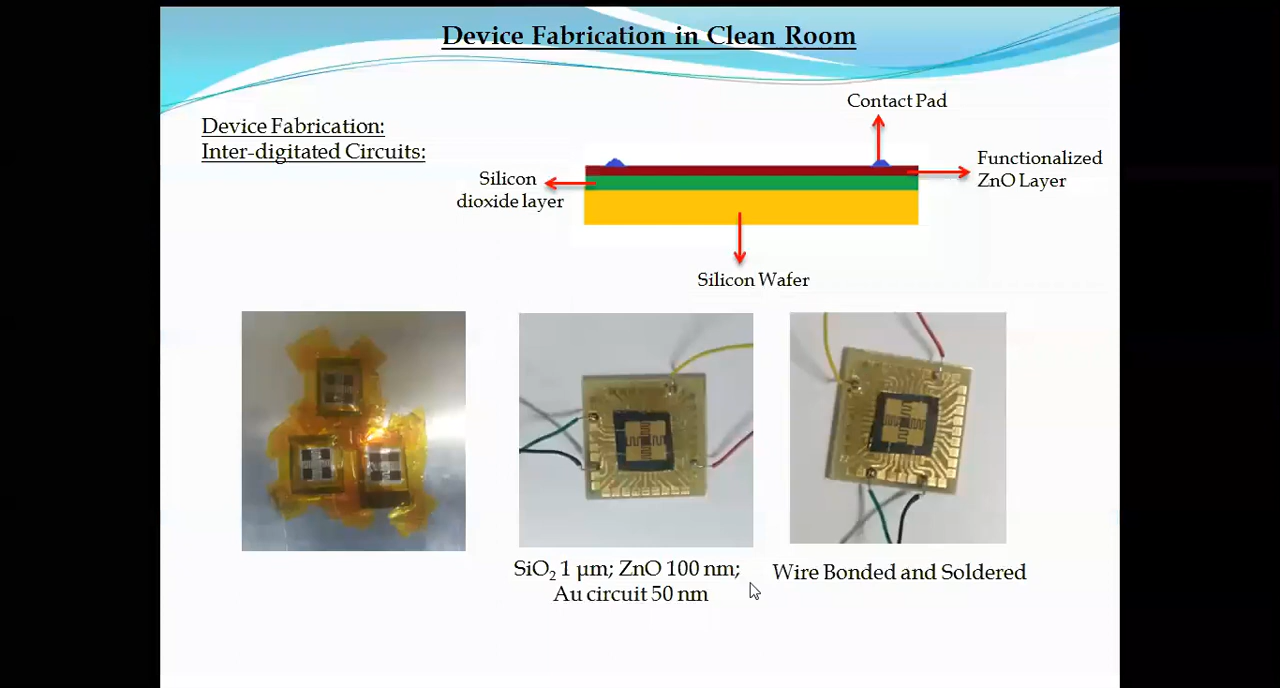 Device Fabrication in Clean Room
Device Fabrication:
Inter-digitated Circuits:
Contact Pad
Functionalized
ZnO Layer
Silicon
dioxide layer
Silicon Wafer
SiO₂ 1 µm; ZnO 100 nm;
Au circuit 50 nm
Wire Bonded and Soldered